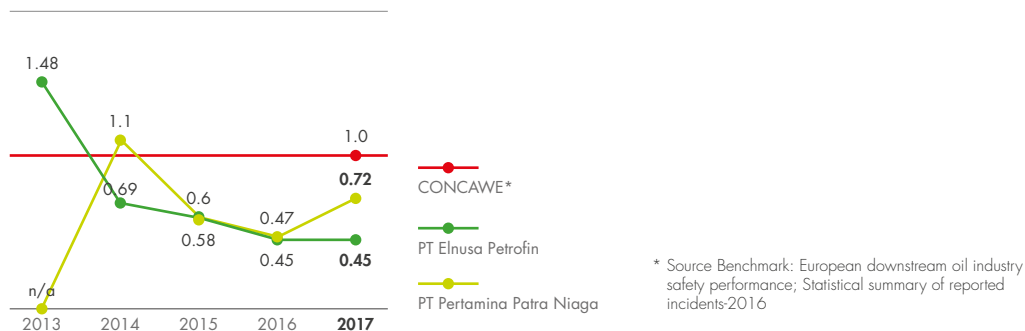 1.48
1.1
1.0
0.72
0.69
0.6
0.58
0.47
0.45
0.45
n/a
2013
2014
2015
2016
2017
CONCAWE*
PT Elnusa Petrofin
PT Pertamina Patra Niaga
* Source Benchmark: European downstream oil industry
safety performance; Statistical summary of reported
incidents-2016